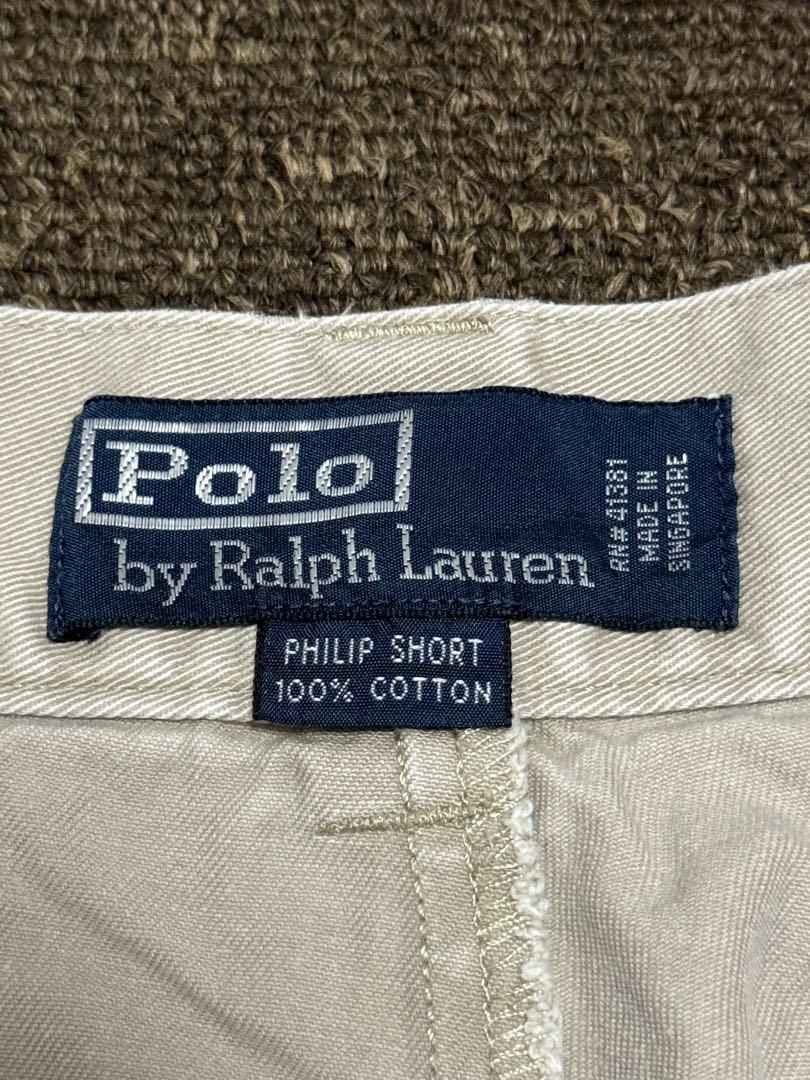 Polo
by Ralph Lauren
RN# 41381
MADE IN
SINGAPORE
PHILIP SHORT
100% COTTON